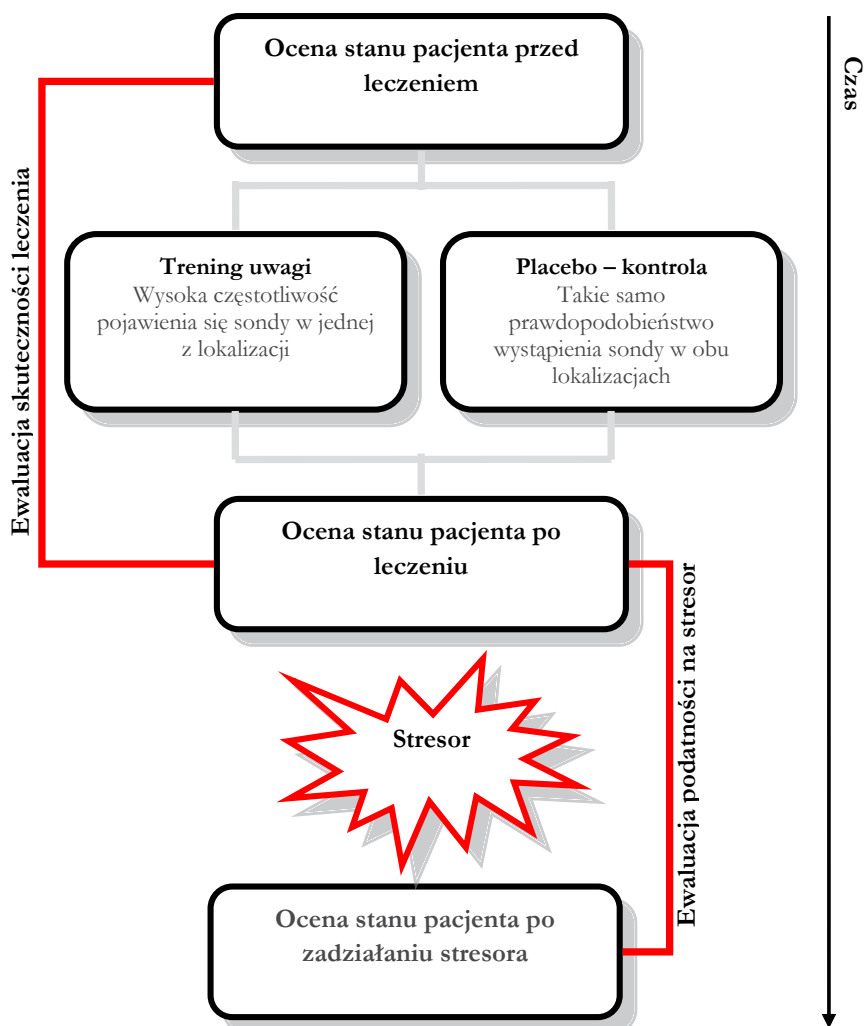 Ocena stanu pacjenta przed
leczeniem
Czas
Ewaluacja skuteczności leczenia
Trening uwagi
Wysoka częstotliwość
pojawienia się sondy w jednej
z lokalizacji
Placebo – kontrola
Takie samo
prawdopodobieństwo
wystąpienia sondy w obu
lokalizacjach
Ocena stanu pacjenta po
leczeniu
Ewaluacja podatności na stresor
Stresor
Ocena stanu pacjenta po
zadziałaniu stresora